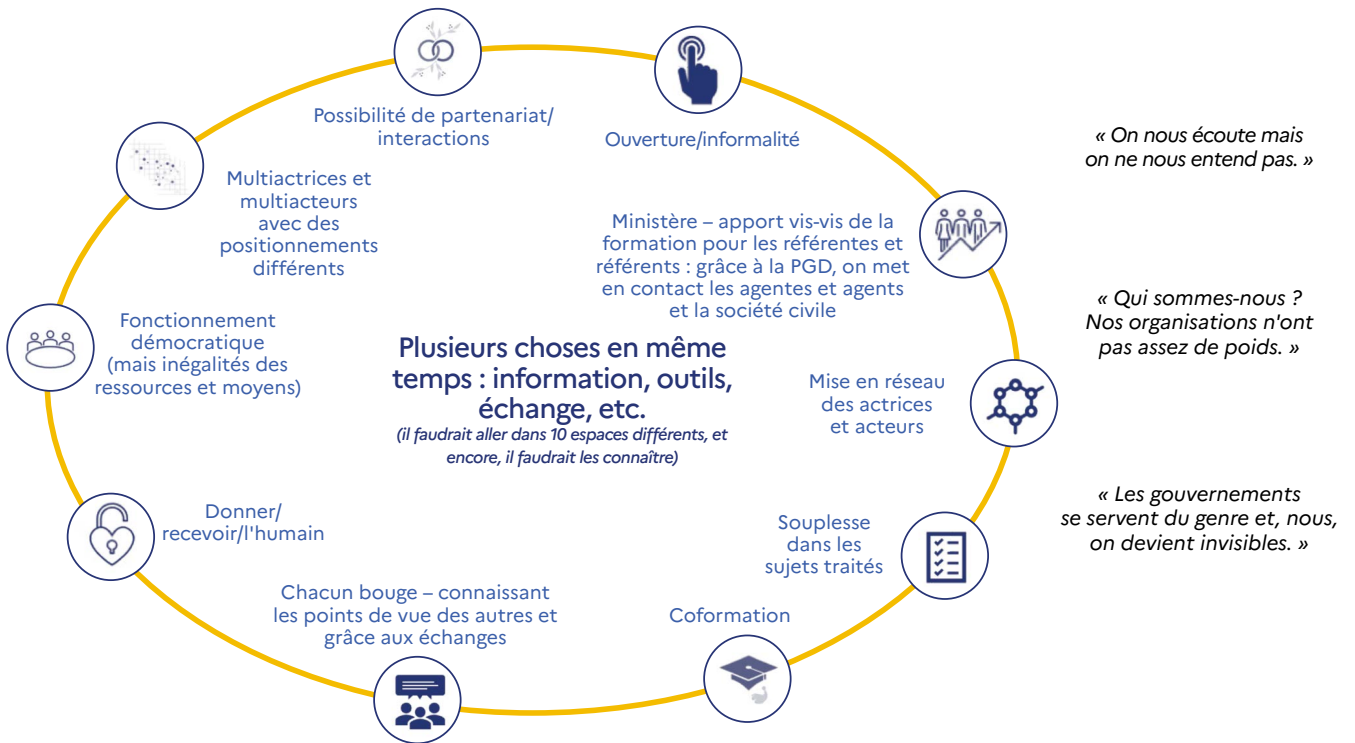 Possibilité de partenariat/
interactions
Ouverture/informalité
Multiactrices et
multiacteurs
avec des
positionnements
différents
Ministère – apport vis-vis de la
formation pour les référentes et
référents : grâce à la PGD, on met
en contact les agentes et agents
et la société civile
Fonctionnement
démocratique
(mais inégalités des
ressources et moyens)
Plusieurs choses en même
temps : information, outils,
échange, etc.
(il faudrait aller dans 10 espaces différents, et
encore, il faudrait les connaître)
Mise en réseau
des actrices
et acteurs
Donner/
recevoir/l'humain
Souplesse
dans les
sujets traités
Chacun bouge – connaissant
les points de vue des autres et
grâce aux échanges
Coformation
« On nous écoute mais
on ne nous entend pas. »
« Qui sommes-nous ?
Nos organisations n'ont
pas assez de poids. »
« Les gouvernements
se servent du genre et, nous,
on devient invisibles. »